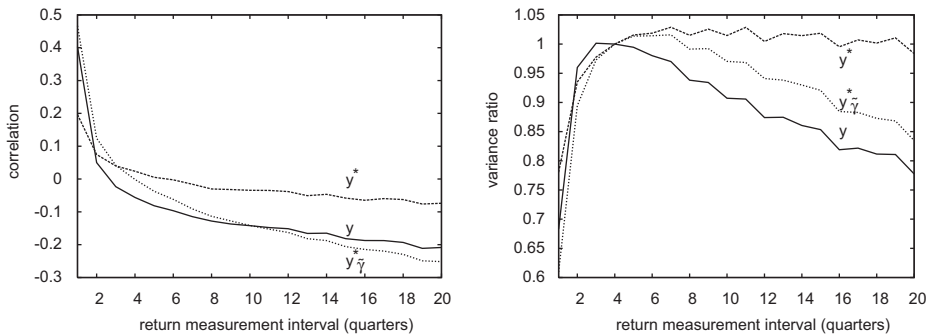 0.5
0.4
0.3
0.2
0.1
0
-0.1
-0.2
-0.3
correlation
y*
y
y*γ̃
2 4 6 8 10 12 14 16 18 20
return measurement interval (quarters)
1.05
1
0.95
0.9
0.85
0.8
0.75
0.7
0.65
0.6
variance ratio
y*
y*γ̃
y
2 4 6 8 10 12 14 16 18 20
return measurement interval (quarters)